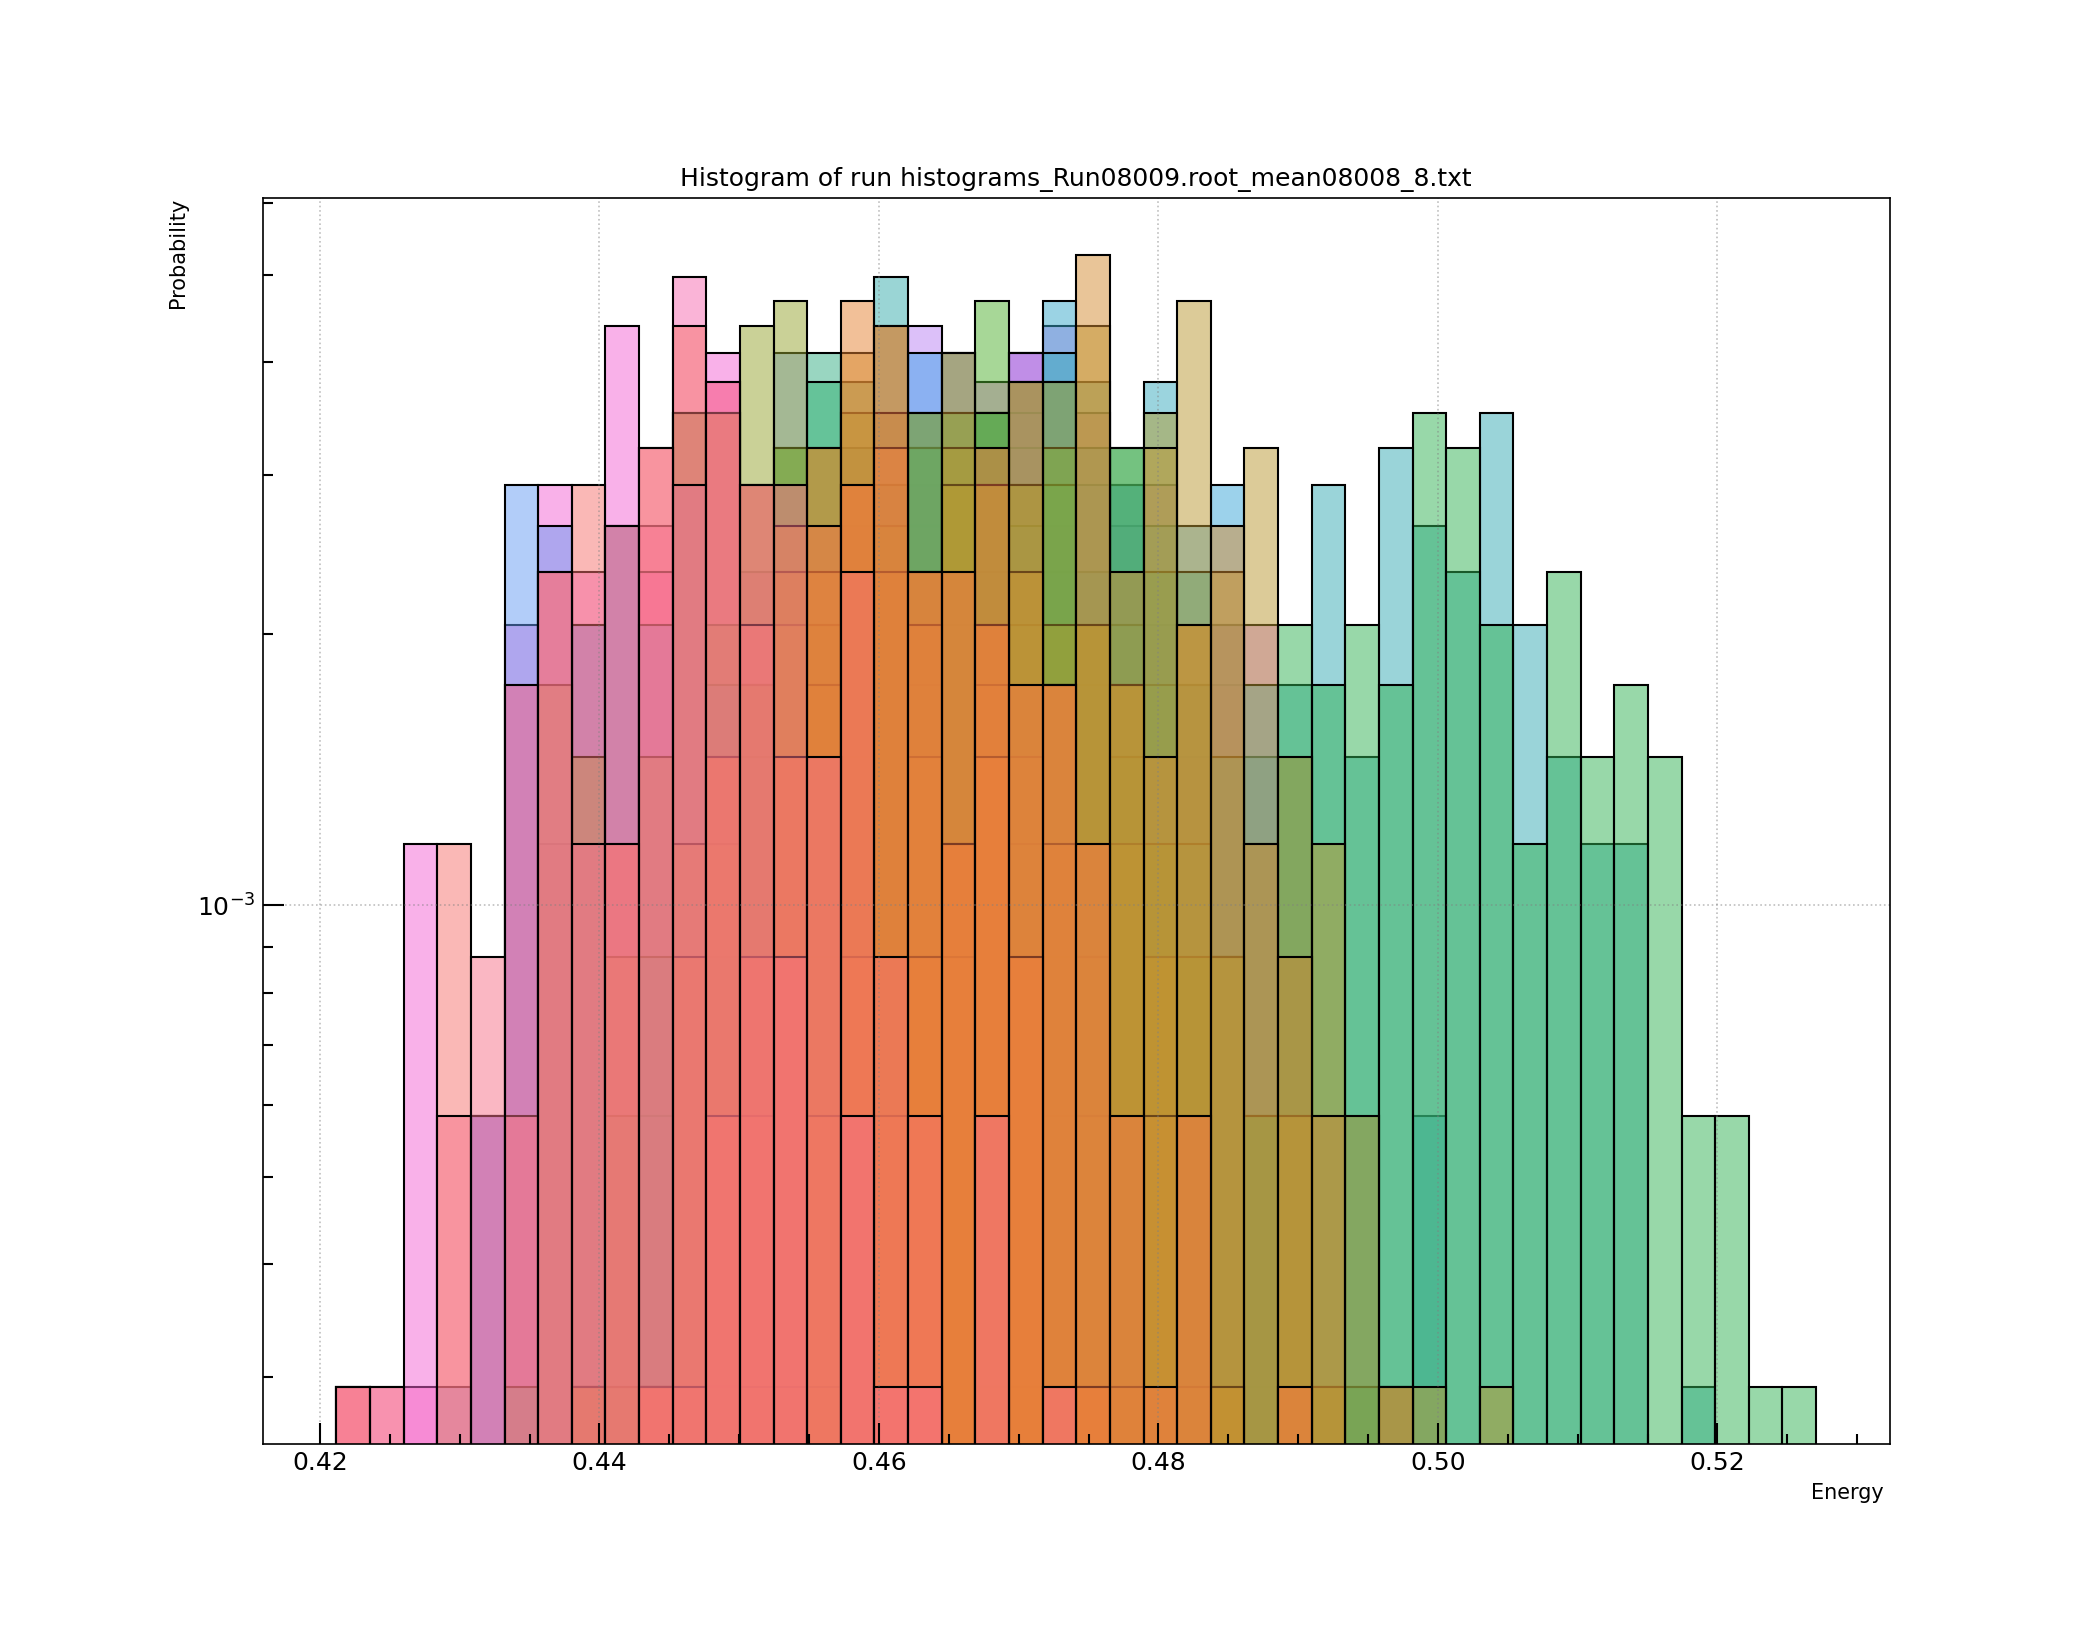 Histogram of run histograms_Run08009.root_mean08008_8.txt
Probability
10⁻³
0.42 0.44 0.46 0.48 0.50 0.52
Energy